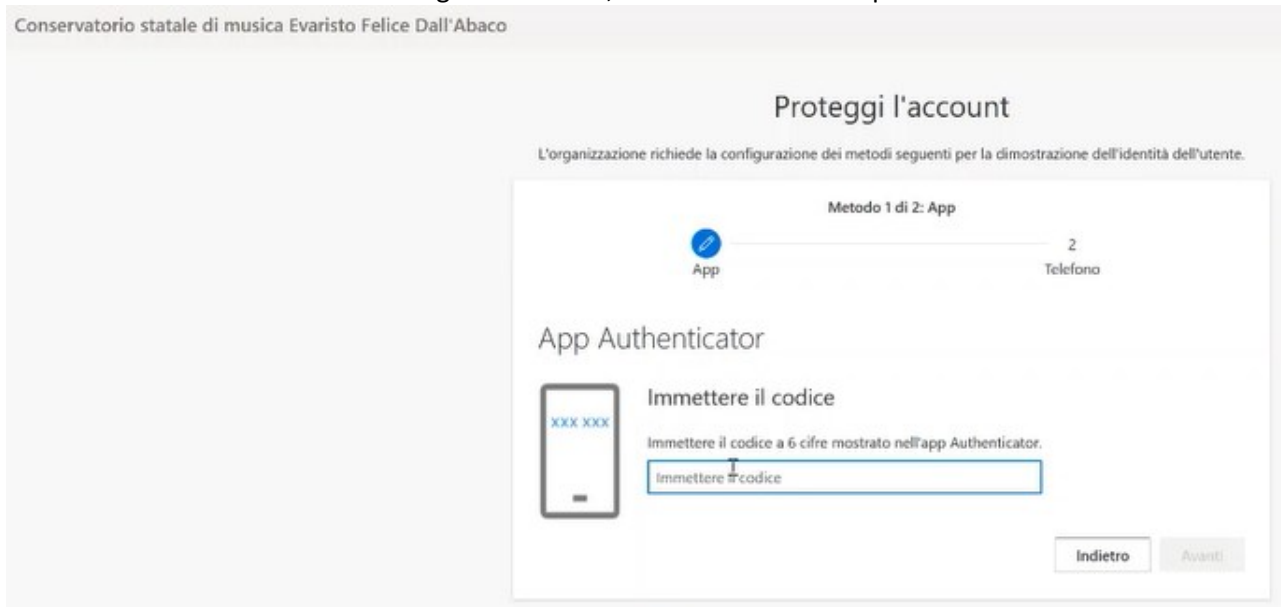 Conservatorio statale di musica Evaristo Felice Dall'Abaco
Proteggi l'account
L'organizzazione richiede la configurazione dei metodi seguenti per la dimostrazione dell'identità dell'utente.
Metodo 1 di 2: App
2
App
Telefono
App Authenticator
Immettere il codice
xxx xxx
Immettere il codice a 6 cifre mostrato nell'app Authenticator.
Immettere il codice
Indietro
Avanti